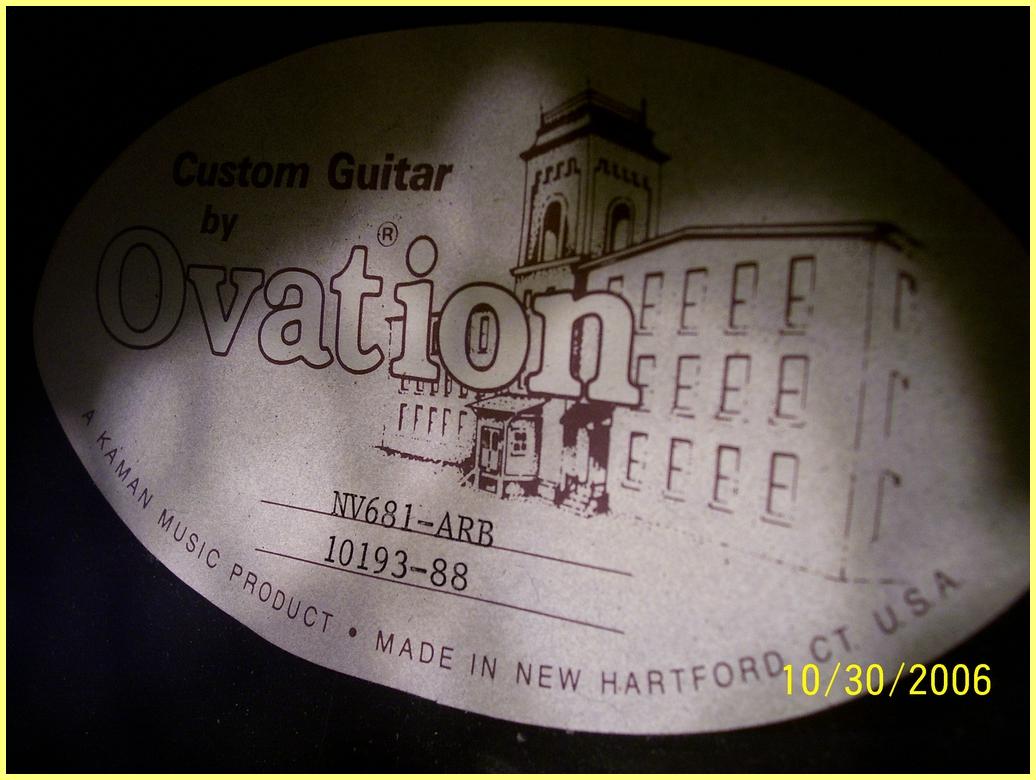 Custom Guitar
by
Ovation®
NV681-ARB
10193-88
A KAMAN MUSIC PRODUCT • MADE IN NEW HARTFORD, CT. U.S.A
10/30/2006